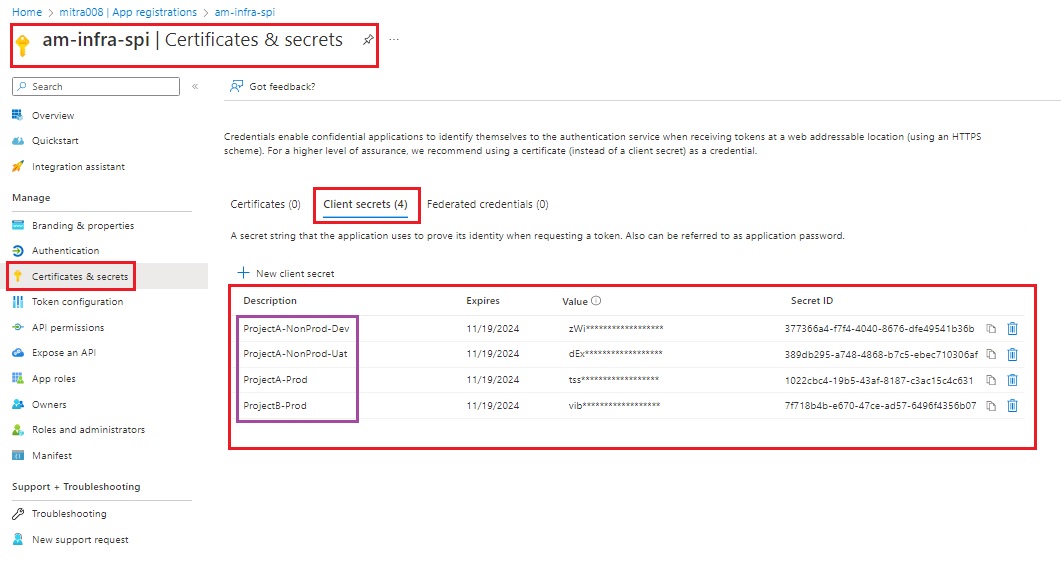 Home > mitra008 | App registrations > am-infra-spi
am-infra-spi | Certificates & secrets ...
Search «
Got feedback?
Overview
Quickstart
Integration assistant
Manage
Branding & properties
Authentication
Certificates & secrets
Token configuration
API permissions
Expose an API
App roles
Owners
Roles and administrators
Manifest
Support + Troubleshooting
Troubleshooting
New support request
Credentials enable confidential applications to identify themselves to the authentication service when receiving tokens at a web addressable location (using an HTTPS
scheme). For a higher level of assurance, we recommend using a certificate (instead of a client secret) as a credential.
Certificates (0) Client secrets (4) Federated credentials (0)
A secret string that the application uses to prove its identity when requesting a token. Also can be referred to as application password.
New client secret
Description Expires Value Secret ID
ProjectA-NonProd-Dev 11/19/2024 zWi****************** 377366a4-f7f4-4040-8676-dfe49541b36b
ProjectA-NonProd-Uat 11/19/2024 dEx****************** 389db295-a748-4868-b7c5-ebec710306af
ProjectA-Prod 11/19/2024 tss****************** 1022cbc4-19b5-43af-8187-c3ac15c4c631
ProjectB-Prod 11/19/2024 vib****************** 7f718b4b-e670-47ce-ad57-6496f4356b07